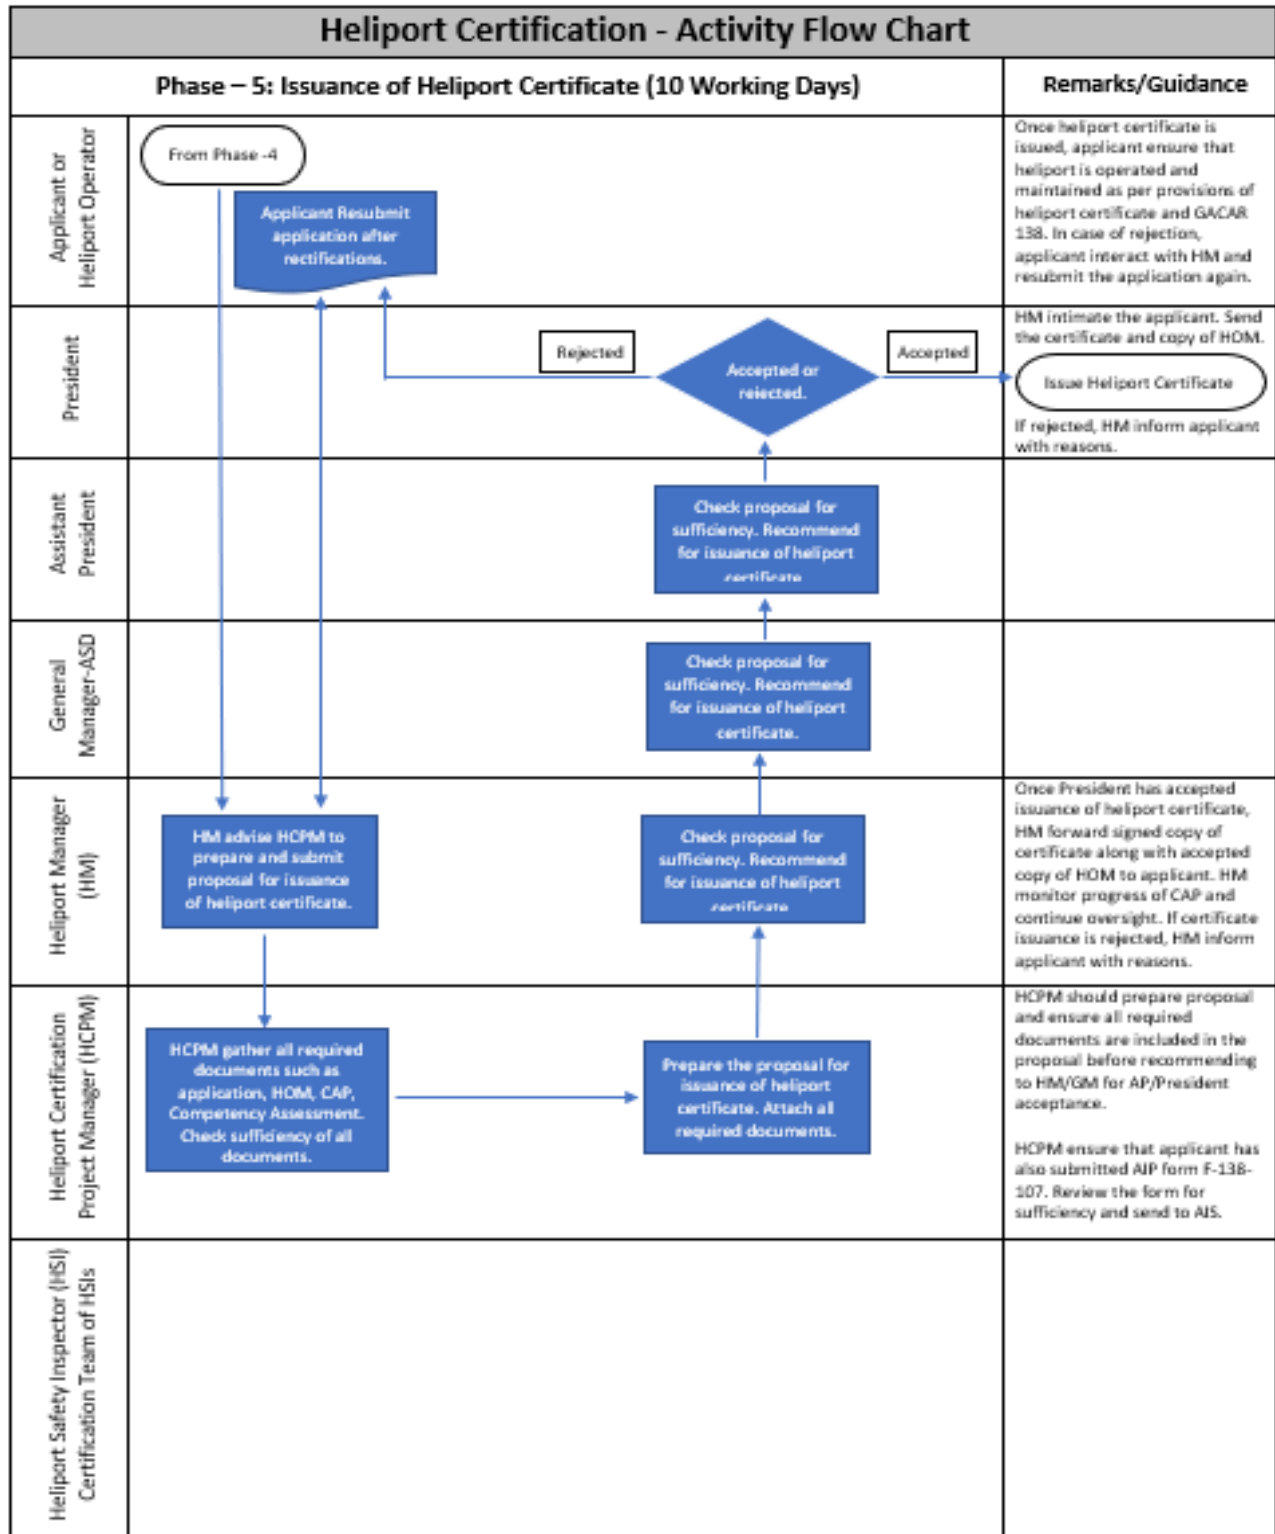 Heliport Certification - Activity Flow Chart
Phase – 5: Issuance of Heliport Certificate (10 Working Days)
Remarks/Guidance
Applicant or
Heliport Operator
From Phase -4
Applicant Resubmit
application after
rectifications.
Once heliport certificate is
issued, applicant ensure that
heliport is operated and
maintained as per provisions of
heliport certificate and GACAR
138. In case of rejection,
applicant interact with HM and
resubmit the application again.
President
Rejected
Accepted or
rejected.
Accepted
HM intimate the applicant. Send
the certificate and copy of HOM.
Issue Heliport Certificate
If rejected, HM inform applicant
with reasons.
Assistant
President
Check proposal for
sufficiency. Recommend
for issuance of heliport
certificate
General
Manager-ASD
Check proposal for
sufficiency. Recommend
for issuance of heliport
certificate.
Heliport Manager
(HM)
HM advise HCPM to
prepare and submit
proposal for issuance
of heliport certificate.
Check proposal for
sufficiency. Recommend
for issuance of heliport
certificate
Once President has accepted
issuance of heliport certificate,
HM forward signed copy of
certificate along with accepted
copy of HOM to applicant. HM
monitor progress of CAP and
continue oversight. If certificate
issuance is rejected, HM inform
applicant with reasons.
Heliport Certification
Project Manager (HCPM)
HCPM gather all required
documents such as
application, HOM, CAP,
Competency Assessment.
Check sufficiency of all
documents.
Prepare the proposal for
issuance of heliport
certificate. Attach all
required documents.
HCPM should prepare proposal
and ensure all required
documents are included in the
proposal before recommending
to HM/GM for AP/President
acceptance.
HCPM ensure that applicant has
also submitted AIP form F-138-
107. Review the form for
sufficiency and send to AIS.
Heliport Safety Inspector (HSI)
Certification Team of HSIs